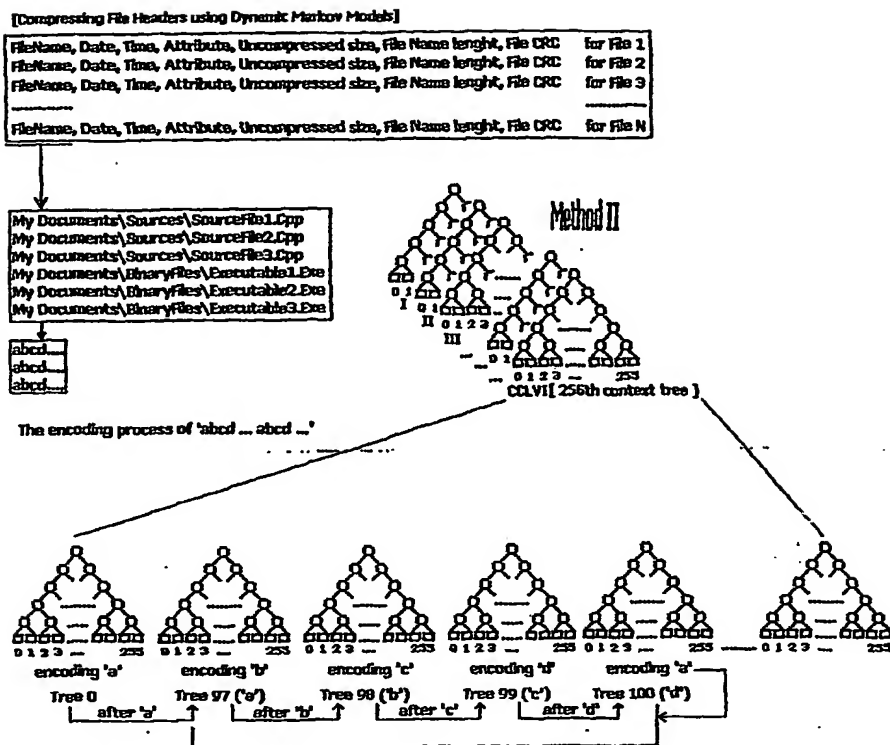 [Compressing File Headers using Dynamic Markov Models]
FileName, Date, Time, Attribute, Uncompressed size, File Name lenght, File CRC for File 1
FileName, Date, Time, Attribute, Uncompressed size, File Name lenght, File CRC for File 2
FileName, Date, Time, Attribute, Uncompressed size, File Name lenght, File CRC for File 3
FileName, Date, Time, Attribute, Uncompressed size, File Name lenght, File CRC for File N
My Documents\Sources\SourceFile1.Cpp
My Documents\Sources\SourceFile2.Cpp
My Documents\Sources\SourceFile3.Cpp
My Documents\BinaryFiles\Executable1.Exe
My Documents\BinaryFiles\Executable2.Exe
My Documents\BinaryFiles\Executable3.Exe
abcd....
abcd....
abcd....
Method II
0 1
I
0 1
II
0 1 2 3 ...
III
... 0 1
... 0 1 2 3 ... 255
CCLVI[ 256th context tree ]
The encoding process of 'abcd ... abcd ...'
0 1 2 3 ... 255 0 1 2 3 ... 255 0 1 2 3 ... 255 0 1 2 3 ... 255 0 1 2 3 ... 255 0 1 2 3 ... 255
encoding 'a' encoding 'b' encoding 'c' encoding 'd' encoding 'a'
Tree 0 Tree 97 ('a') Tree 98 ('b') Tree 99 ('c') Tree 100 ('d')
after 'a' after 'b' after 'c' after 'd'